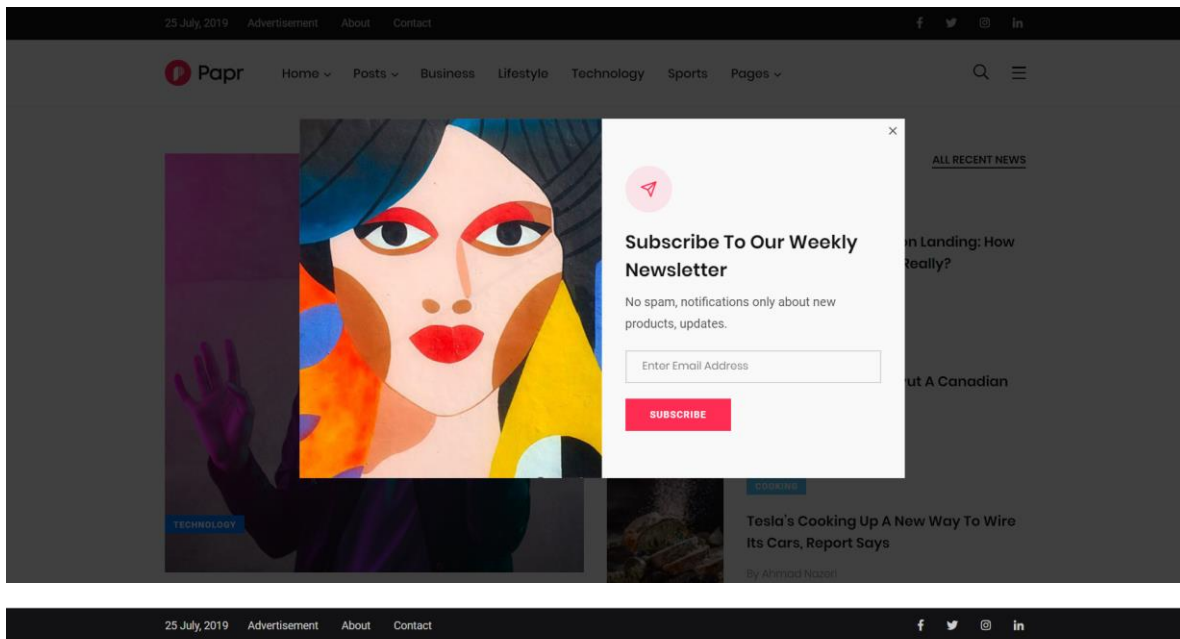 25 July, 2019 Advertisement About Contact
Papr Home Posts Business Lifestyle Technology Sports Pages
ALL RECENT NEWS
Subscribe To Our Weekly
Newsletter
No spam, notifications only about new
products, updates.
Enter Email Address
SUBSCRIBE
on Landing: How
Really?
ut A Canadian
TECHNOLOGY
COOKING
Tesla's Cooking Up A New Way To Wire
Its Cars, Report Says
By Ahmad Nazeri
25 July, 2019 Advertisement About Contact